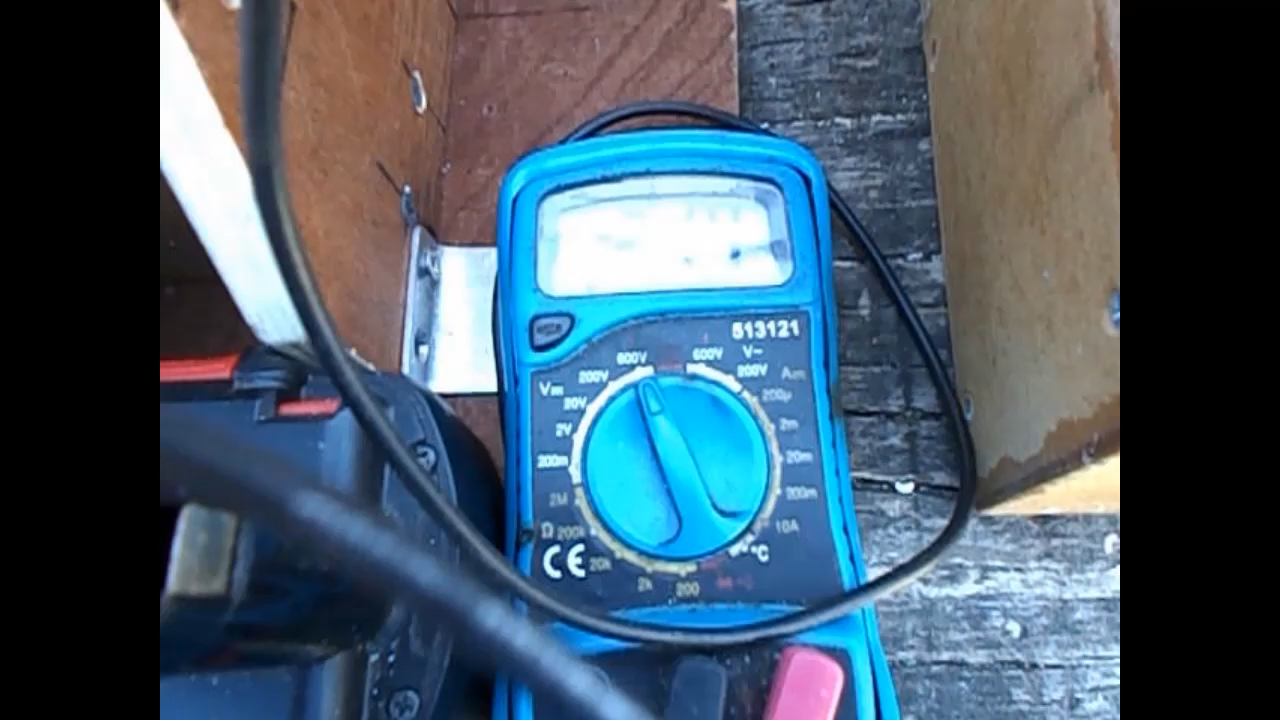 513121
600V 600V V~
200V 200V
V⎓ A⎓
20V 200µ
2V 2m
200m 20m
2M 200m
Ω 200k 10A
CE 20k °C
2k 200